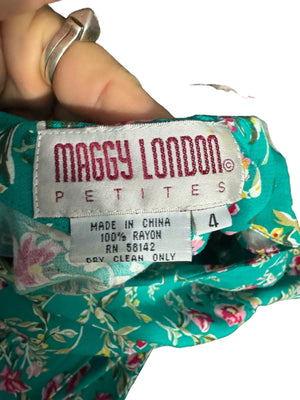 MAGGY LONDON©
PETITES
MADE IN CHINA
100% RAYON
RN 58142
DRY CLEAN ONLY
4